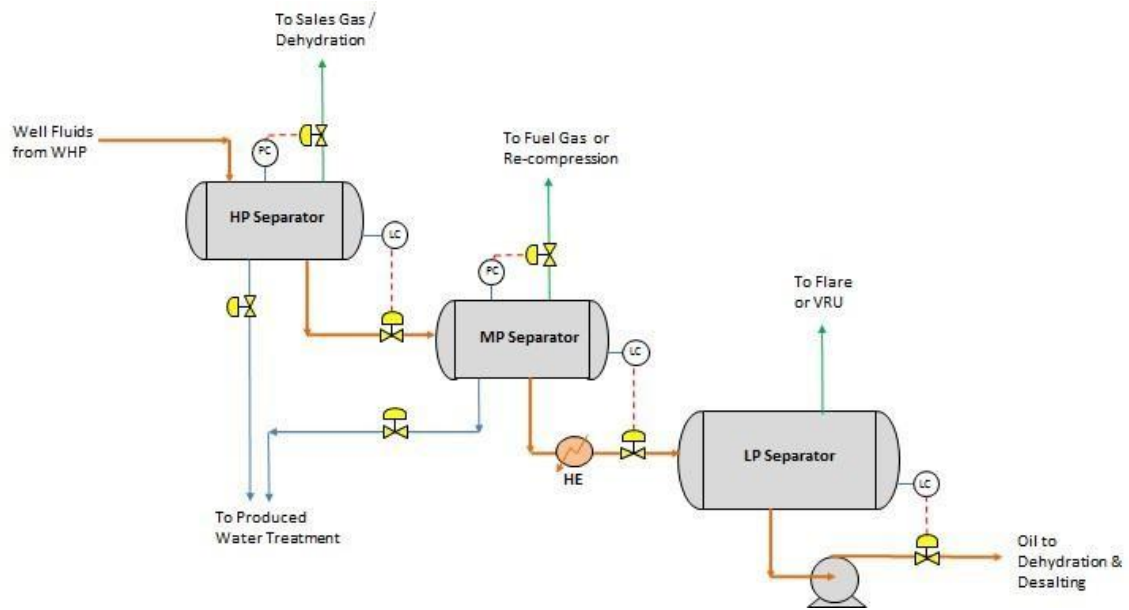 To Sales Gas /
Dehydration
Well Fluids
from WHP
PC
HP Separator
LC
To Fuel Gas or
Re-compression
PC
MP Separator
LC
To Flare
or VRU
HE
LP Separator
LC
To Produced
Water Treatment
Oil to
Dehydration &
Desalting